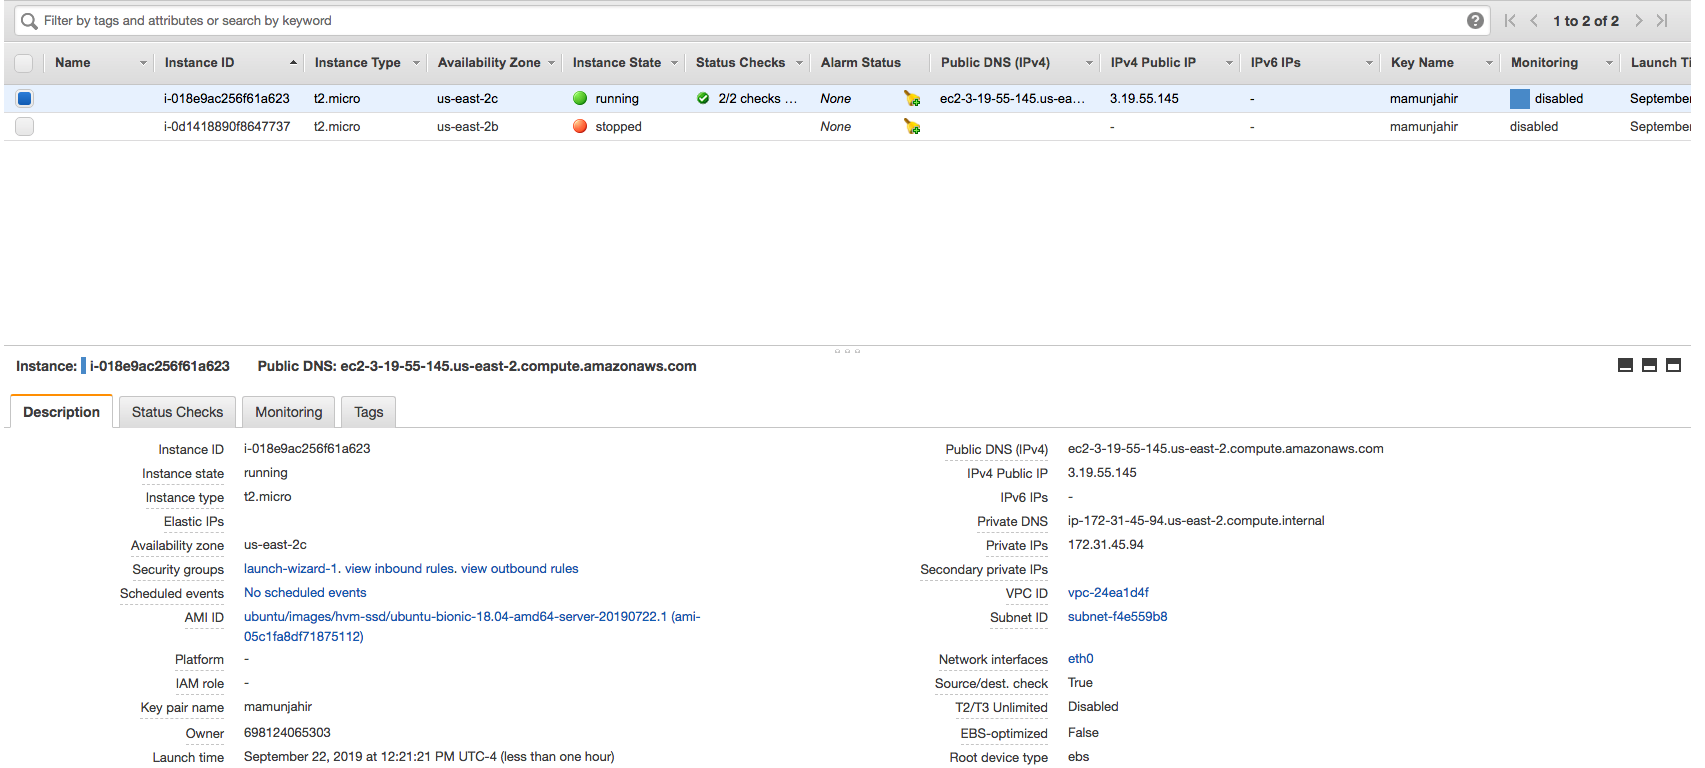 Filter by tags and attributes or search by keyword
1 to 2 of 2
Name Instance ID Instance Type Availability Zone Instance State Status Checks Alarm Status Public DNS (IPv4) IPv4 Public IP IPv6 IPs Key Name Monitoring Launch Ti
i-018e9ac256f61a623 t2.micro us-east-2c running 2/2 checks ... None ec2-3-19-55-145.us-ea... 3.19.55.145 - mamunjahir disabled September
i-0d1418890f8647737 t2.micro us-east-2b stopped None - - mamunjahir disabled September
Instance: i-018e9ac256f61a623 Public DNS: ec2-3-19-55-145.us-east-2.compute.amazonaws.com
Description Status Checks Monitoring Tags
Instance ID i-018e9ac256f61a623
Instance state running
Instance type t2.micro
Elastic IPs
Availability zone us-east-2c
Security groups launch-wizard-1. view inbound rules. view outbound rules
Scheduled events No scheduled events
AMI ID ubuntu/images/hvm-ssd/ubuntu-bionic-18.04-amd64-server-20190722.1 (ami-
05c1fa8df71875112)
Platform -
IAM role -
Key pair name mamunjahir
Owner 698124065303
Launch time September 22, 2019 at 12:21:21 PM UTC-4 (less than one hour)
Public DNS (IPv4) ec2-3-19-55-145.us-east-2.compute.amazonaws.com
IPv4 Public IP 3.19.55.145
IPv6 IPs -
Private DNS ip-172-31-45-94.us-east-2.compute.internal
Private IPs 172.31.45.94
Secondary private IPs
VPC ID vpc-24ea1d4f
Subnet ID subnet-f4e559b8
Network interfaces eth0
Source/dest. check True
T2/T3 Unlimited Disabled
EBS-optimized False
Root device type ebs